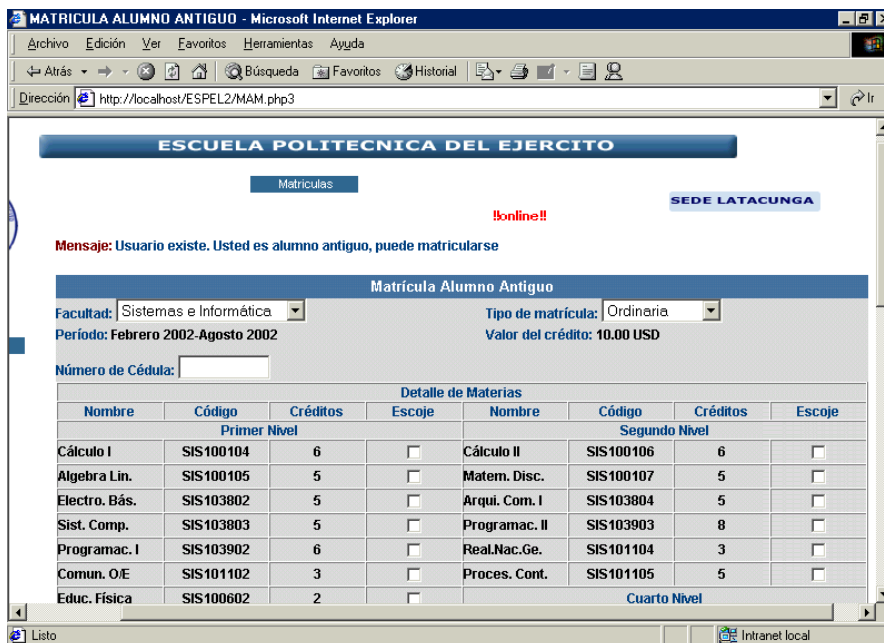 MATRICULA ALUMNO ANTIGUO - Microsoft Internet Explorer
Archivo Edición Ver Favoritos Herramientas Ayuda
Atrás Búsqueda Favoritos Historial
Dirección http://localhost/ESPEL2/MAM.php3 Ir
ESCUELA POLITECNICA DEL EJERCITO
Matriculas
SEDE LATACUNGA
!!online!!
Mensaje: Usuario existe. Usted es alumno antiguo, puede matricularse
Matrícula Alumno Antiguo
Facultad: Sistemas e Informática Tipo de matrícula: Ordinaria
Período: Febrero 2002-Agosto 2002 Valor del crédito: 10.00 USD
Número de Cédula:
Detalle de Materias
Nombre Código Créditos Escoje Nombre Código Créditos Escoje
Primer Nivel Segundo Nivel
Cálculo I SIS100104 6 Cálculo II SIS100106 6
Algebra Lin. SIS100105 5 Matem. Disc. SIS100107 5
Electro. Bás. SIS103802 5 Arqui. Com. I SIS103804 5
Sist. Comp. SIS103803 5 Programac. II SIS103903 8
Programac. I SIS103902 6 Real.Nac.Ge. SIS101104 3
Comun. O/E SIS101102 3 Proces. Cont. SIS101105 5
Educ. Física SIS100602 2 Cuarto Nivel
Listo Intranet local